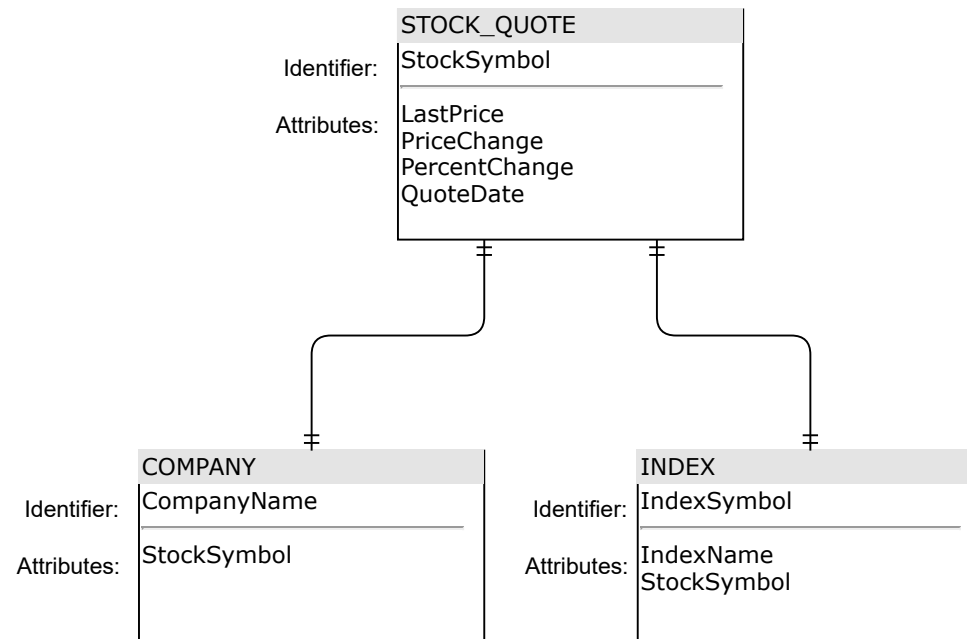 STOCK_QUOTE
Identifier: StockSymbol
Attributes: LastPrice
PriceChange
PercentChange
QuoteDate
COMPANY
Identifier: CompanyName
Attributes: StockSymbol
INDEX
Identifier: IndexSymbol
Attributes: IndexName
StockSymbol